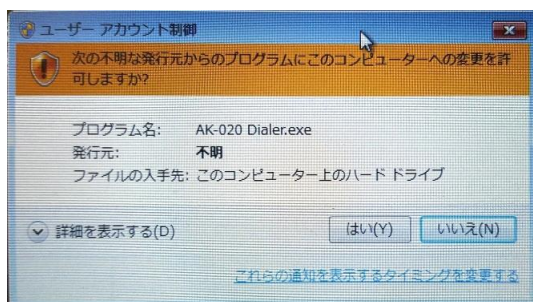 ユーザー アカウント制御
次の不明な発行元からのプログラムにこのコンピューターへの変更を許
可しますか?
プログラム名: AK-020 Dialer.exe
発行元: 不明
ファイルの入手先: このコンピューター上のハード ドライブ
詳細を表示する(D) はい(Y) いいえ(N)
これらの通知を表示するタイミングを変更する